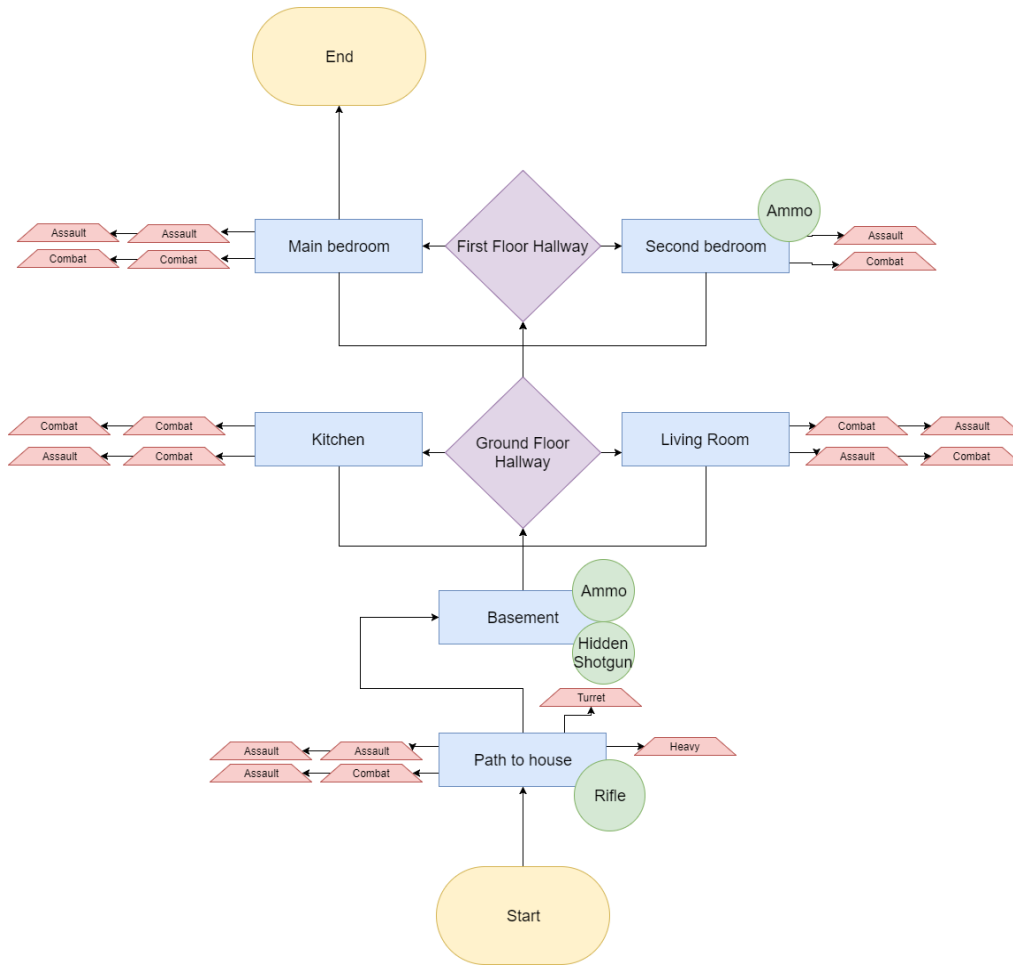 End
Ammo
Assault
Assault
Main bedroom
First Floor Hallway
Second bedroom
Assault
Combat
Combat
Combat
Combat
Combat
Kitchen
Ground Floor
Hallway
Living Room
Combat
Assault
Assault
Combat
Assault
Combat
Ammo
Basement
Hidden
Shotgun
Turret
Assault
Assault
Path to house
Heavy
Assault
Combat
Rifle
Start